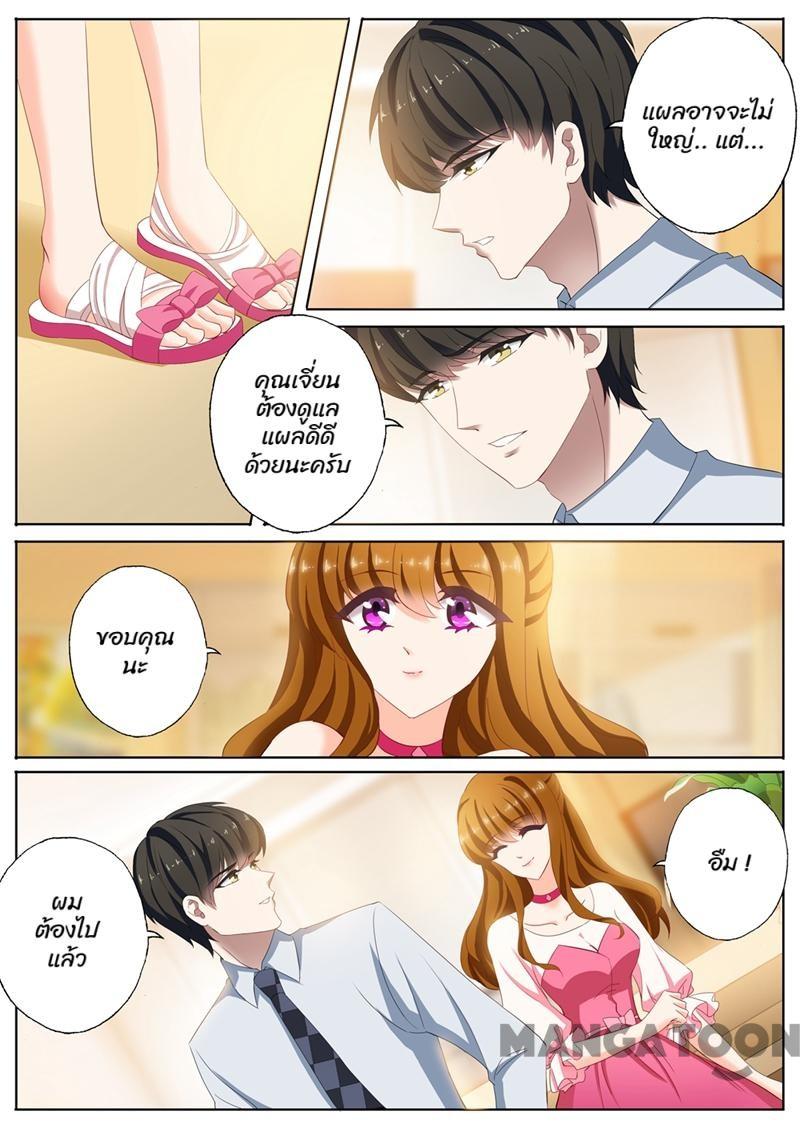 แผลอาจจะไม่
ใหญ่.. แต่...
คุณเจี่ยน
ต้องดูแล
แผลดีดี
ด้วยนะครับ
ขอบคุณ
นะ
อืม !
ผม
ต้องไป
แล้ว
MANGATOON